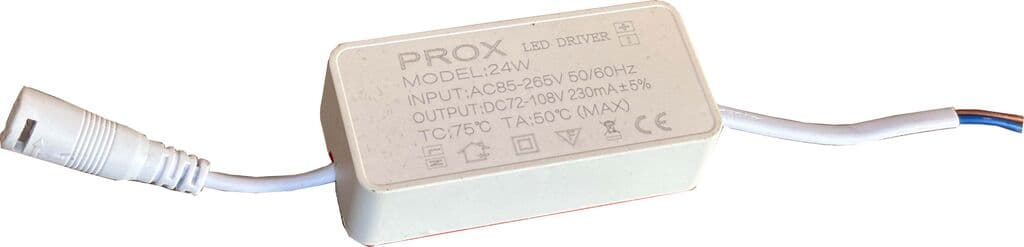 PROX LED DRIVER + -
MODEL:24W
INPUT:AC85-265V 50/60Hz
OUTPUT:DC72-108V 230mA±5%
TC:75℃ TA:50℃ (MAX)
L N F CE